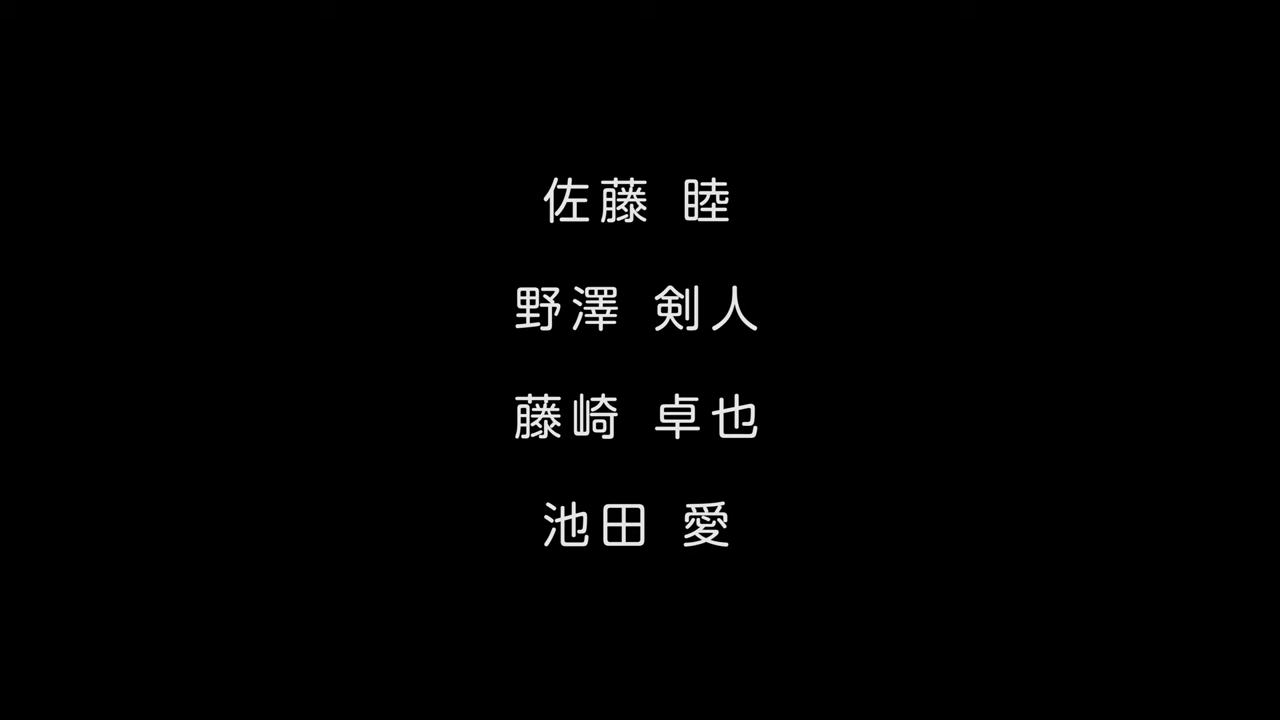 佐藤 睦
野澤 剣人
藤崎 卓也
池田 愛